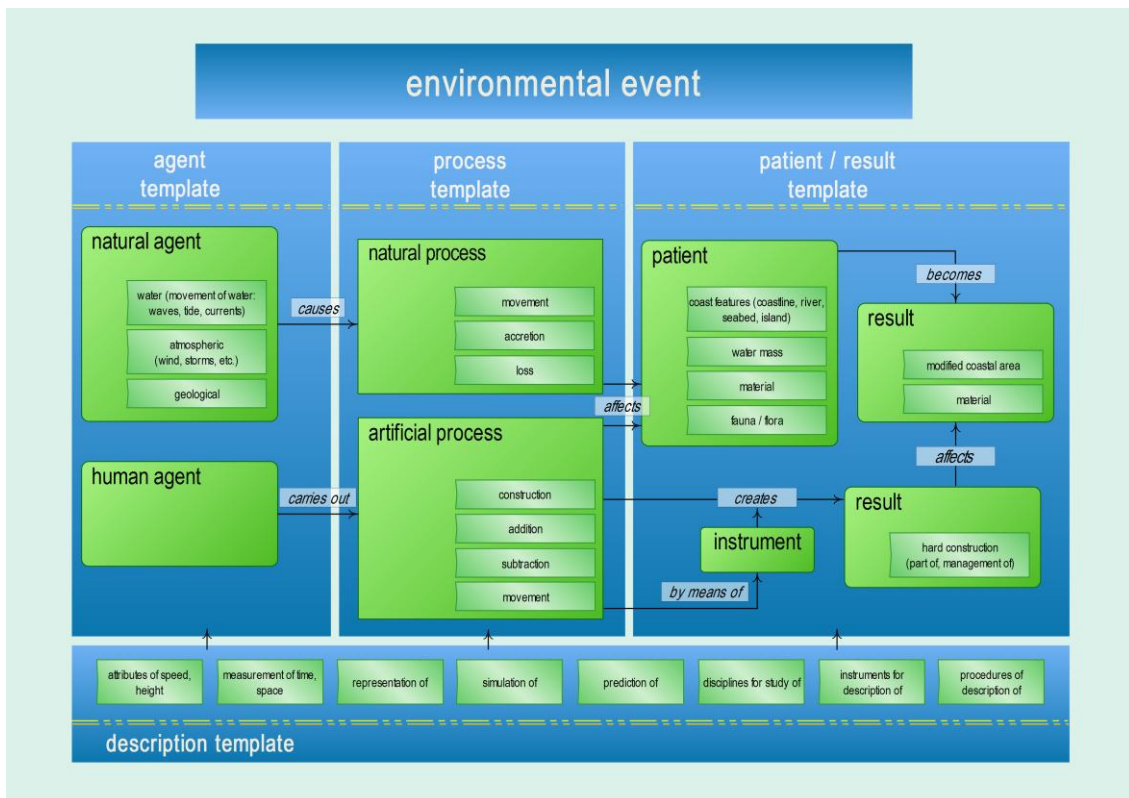 environmental event
agent
template
natural agent
water (movement of water:
waves, tide, currents)
atmospheric
(wind, storms, etc.)
geological
human agent
causes
carries out
process
template
natural process
movement
accretion
loss
artificial process
construction
addition
subtraction
movement
affects
patient / result
template
patient
coast features (coastline, river,
seabed, island)
water mass
material
fauna / flora
becomes
result
modified coastal area
material
affects
creates
instrument
by means of
result
hard construction
(part of, management of)
attributes of speed,
height
measurement of time,
space
representation of
simulation of
prediction of
disciplines for study of
instruments for
description of
procedures of
description of
description template